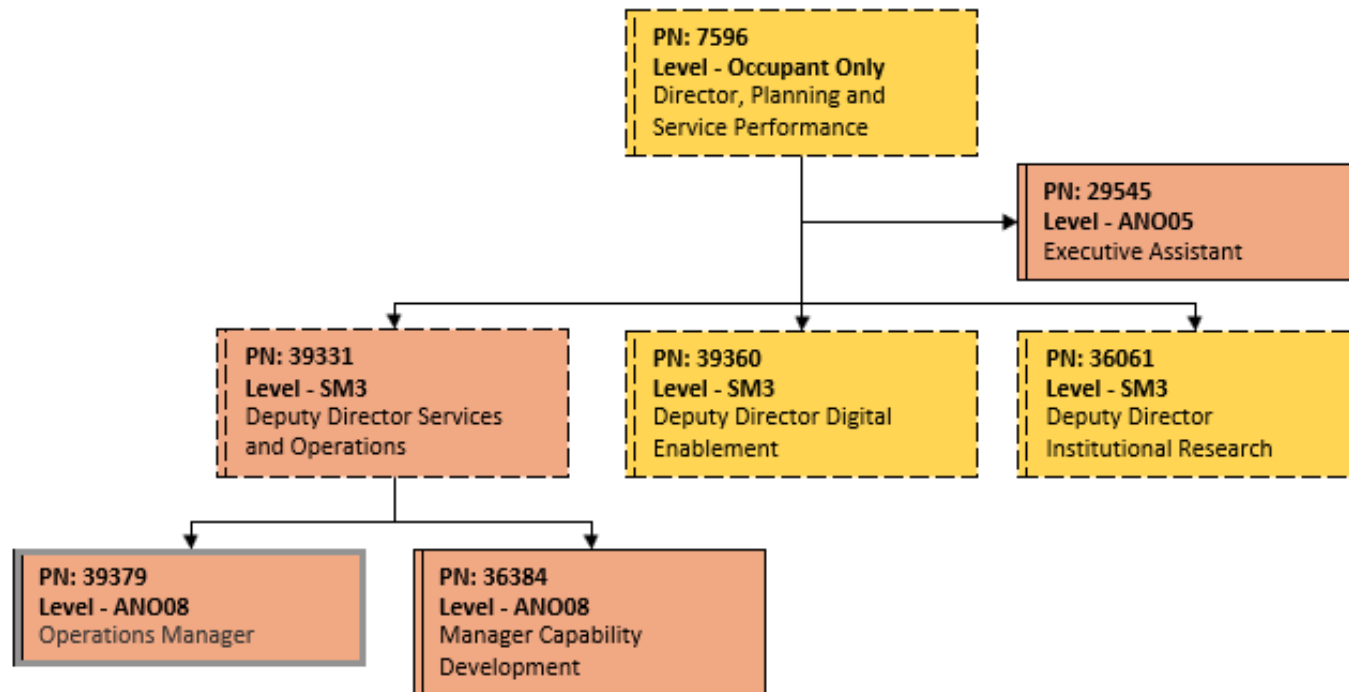 PN: 7596
Level - Occupant Only
Director, Planning and
Service Performance
PN: 29545
Level - ANO05
Executive Assistant
PN: 39331
Level - SM3
Deputy Director Services
and Operations
PN: 39360
Level - SM3
Deputy Director Digital
Enablement
PN: 36061
Level - SM3
Deputy Director
Institutional Research
PN: 39379
Level - ANO08
Operations Manager
PN: 36384
Level - ANO08
Manager Capability
Development